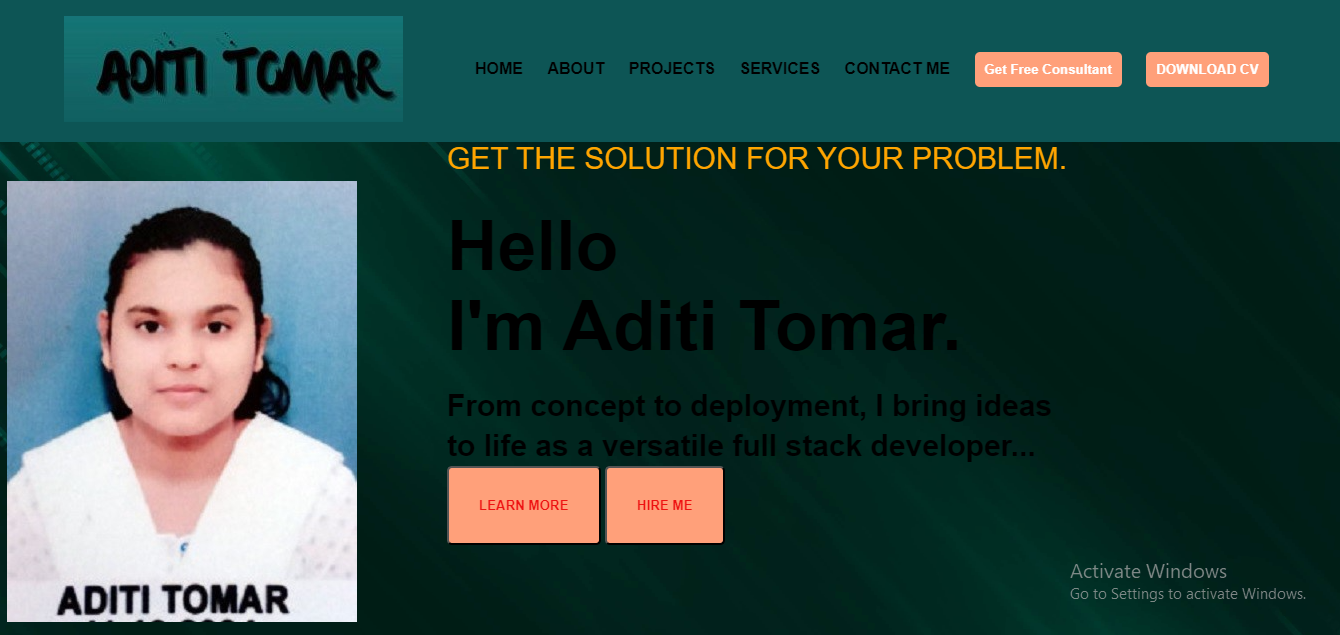 ADITI TOMAR
HOME ABOUT PROJECTS SERVICES CONTACT ME Get Free Consultant DOWNLOAD CV
GET THE SOLUTION FOR YOUR PROBLEM.
Hello
I'm Aditi Tomar.
From concept to deployment, I bring ideas
to life as a versatile full stack developer...
LEARN MORE HIRE ME
ADITI TOMAR
Activate Windows
Go to Settings to activate Windows.